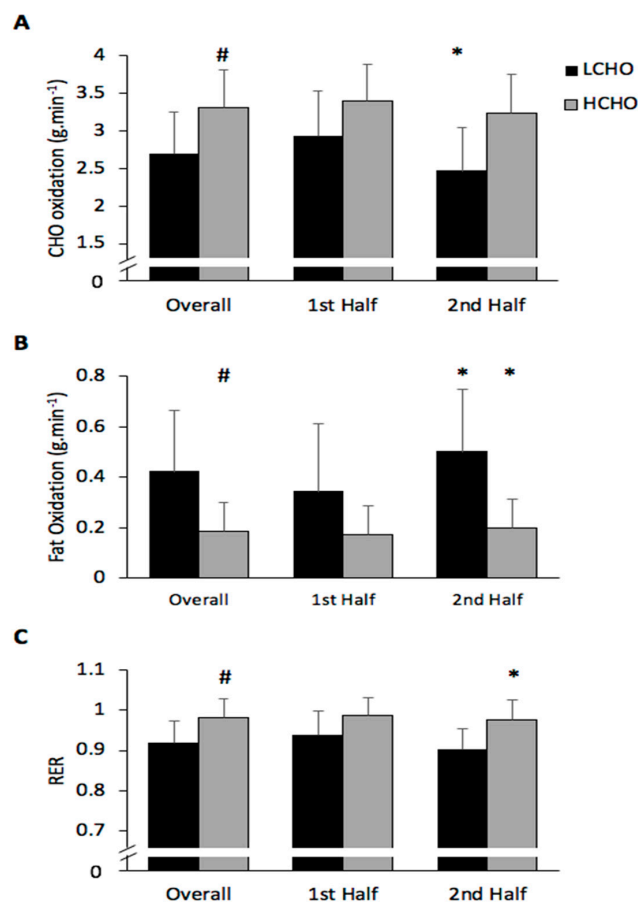 A
CHO oxidation (g.min⁻¹)
4
3.5
3
2.5
2
1.5
0
#
*
LCHO
HCHO
Overall 1st Half 2nd Half
B
Fat Oxidation (g.min⁻¹)
0.8
0.6
0.4
0.2
0
#
* *
Overall 1st Half 2nd Half
C
RER
1.1
1
0.9
0.8
0.7
0
#
*
Overall 1st Half 2nd Half